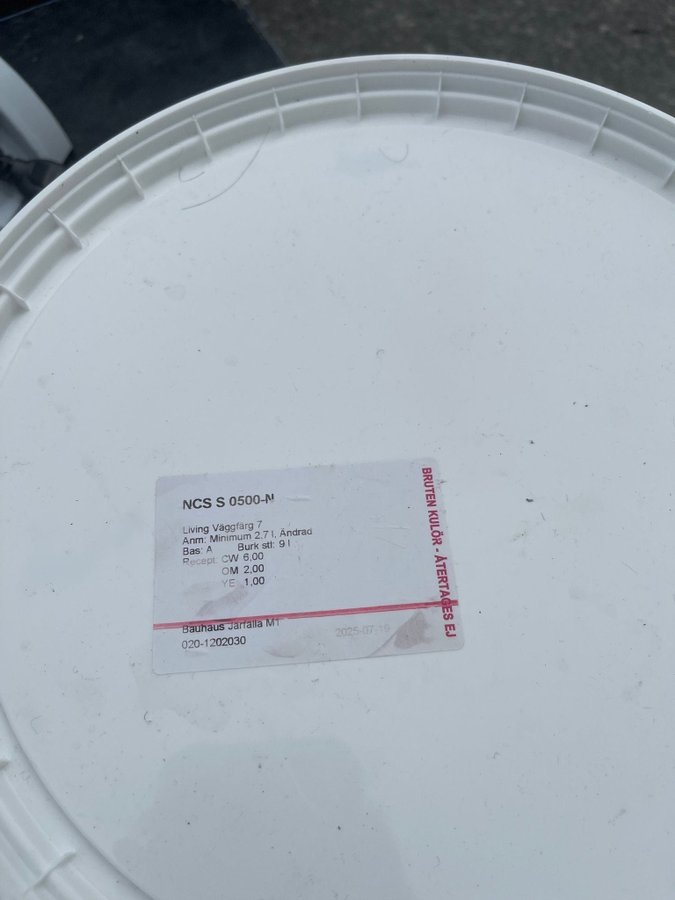 NCS S 0500-N
Living Väggfärg 7
Anm: Minimum 2,7 l, Ändrad
Bas: A Burk stl: 9 l
Recept: CW 6,00
OM 2,00
YE 1,00
Bauhaus Järfälla M1
020-1202030
2025-07-19
BRUTEN KULÖR - ÅTERTAGES EJ